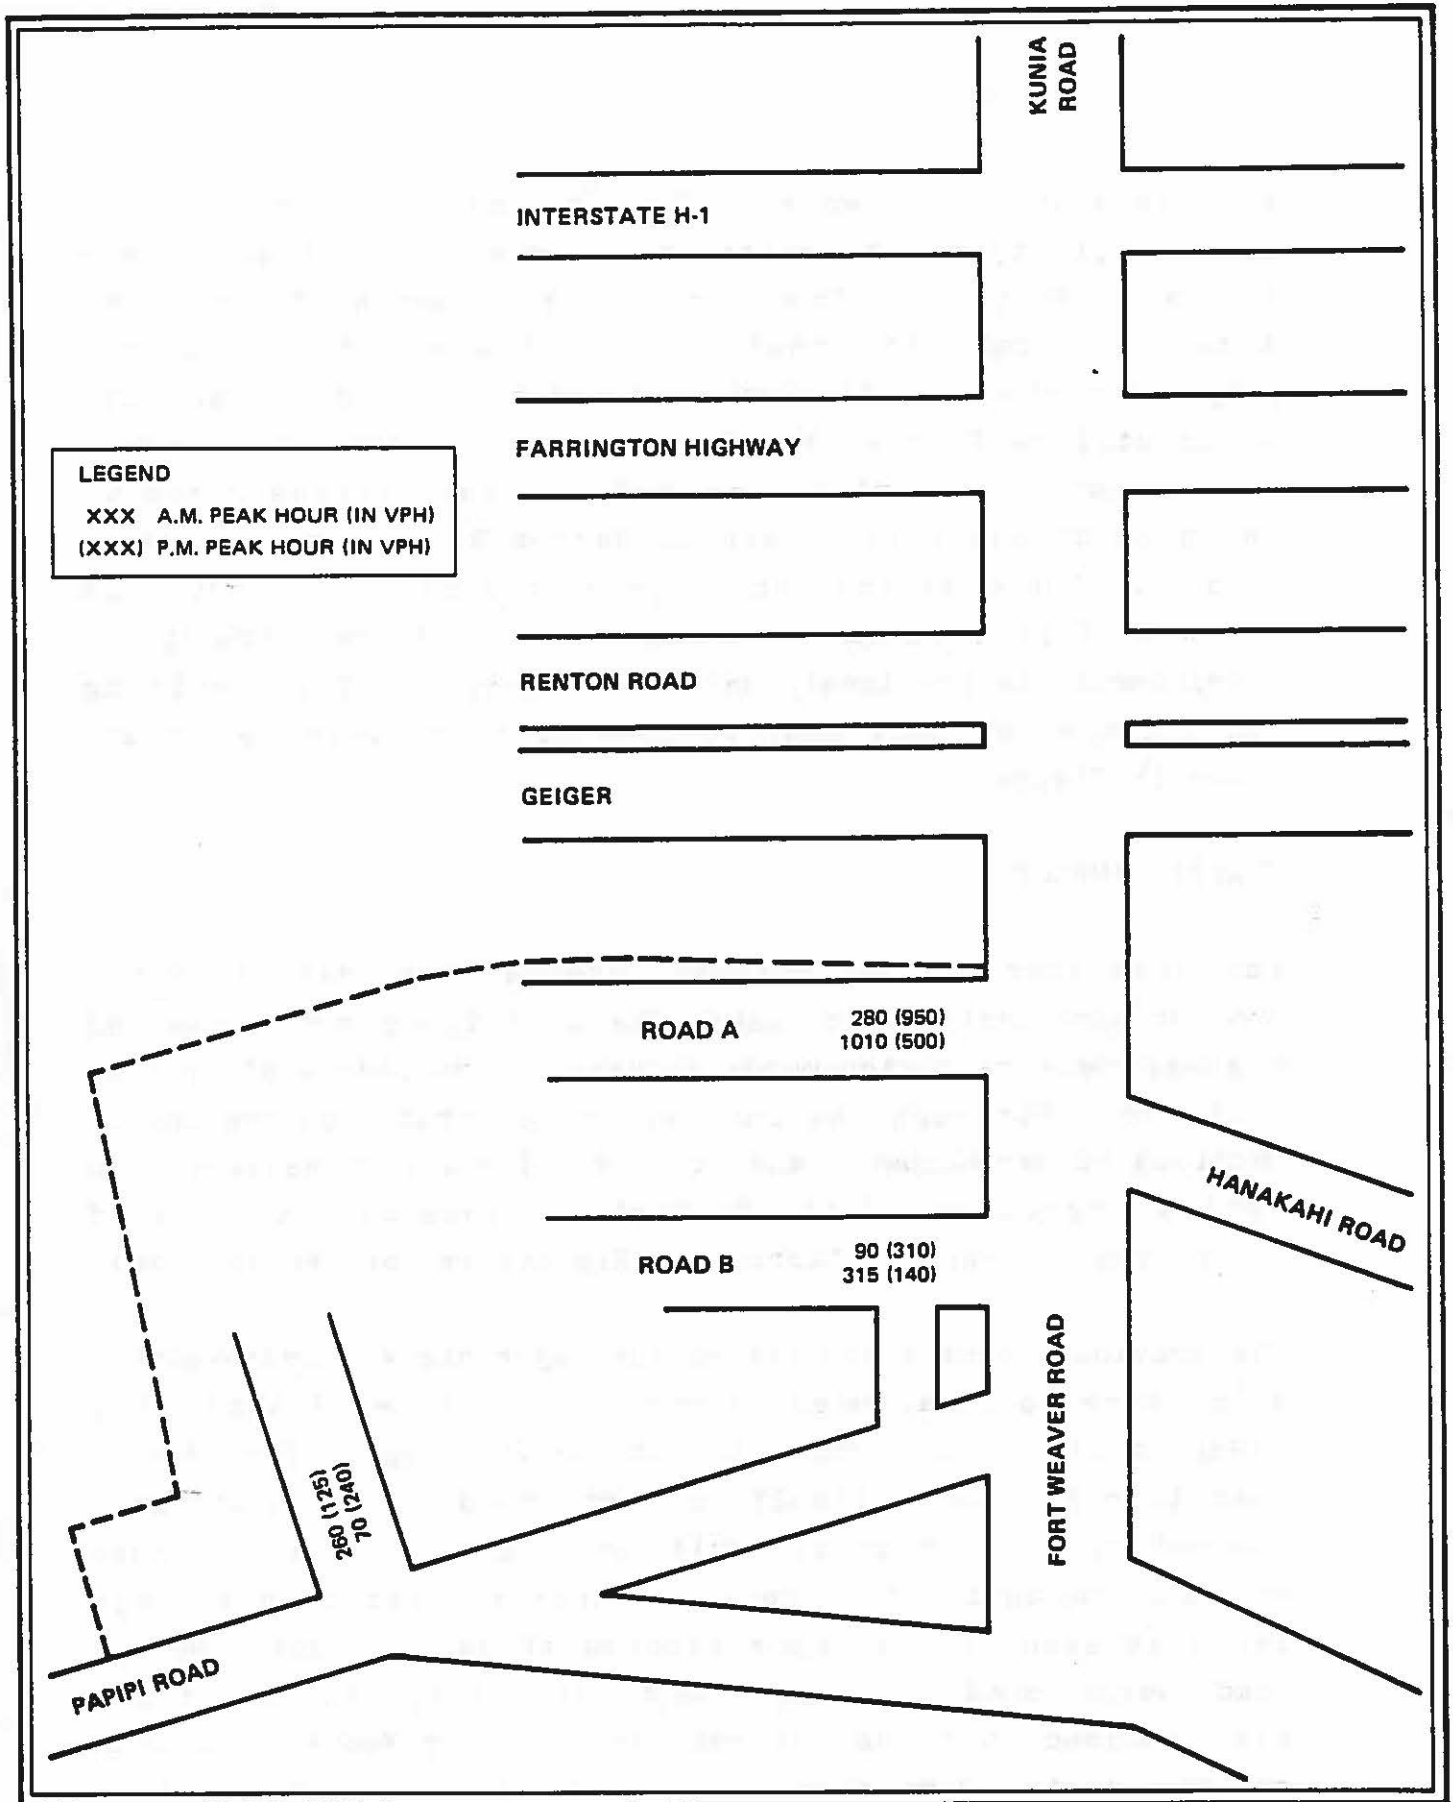 KUNIA
ROAD
INTERSTATE H-1
FARRINGTON HIGHWAY
LEGEND
XXX A.M. PEAK HOUR (IN VPH)
(XXX) P.M. PEAK HOUR (IN VPH)
RENTON ROAD
GEIGER
ROAD A
280 (950)
1010 (500)
HANAKAHI ROAD
ROAD B
90 (310)
315 (140)
FORT WEAVER ROAD
260 (125)
70 (240)
PAPIPI ROAD